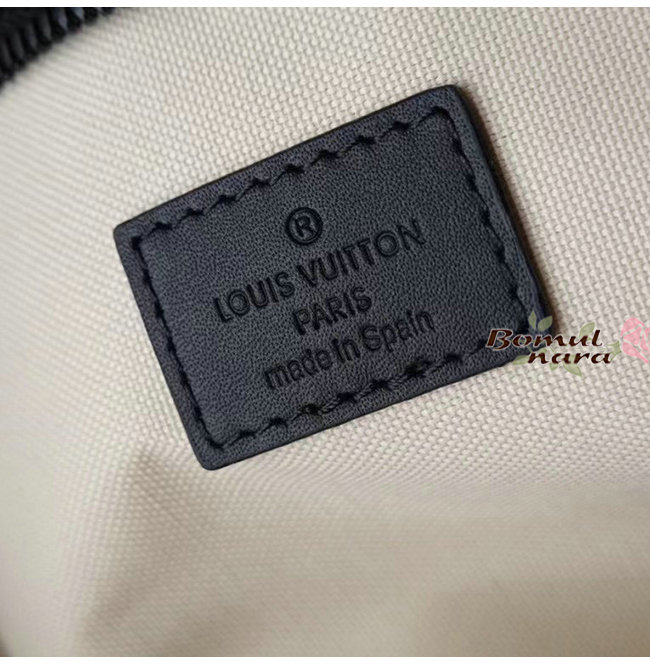 ®
LOUIS VUITTON
PARIS
made in Spain
Bomul
nara